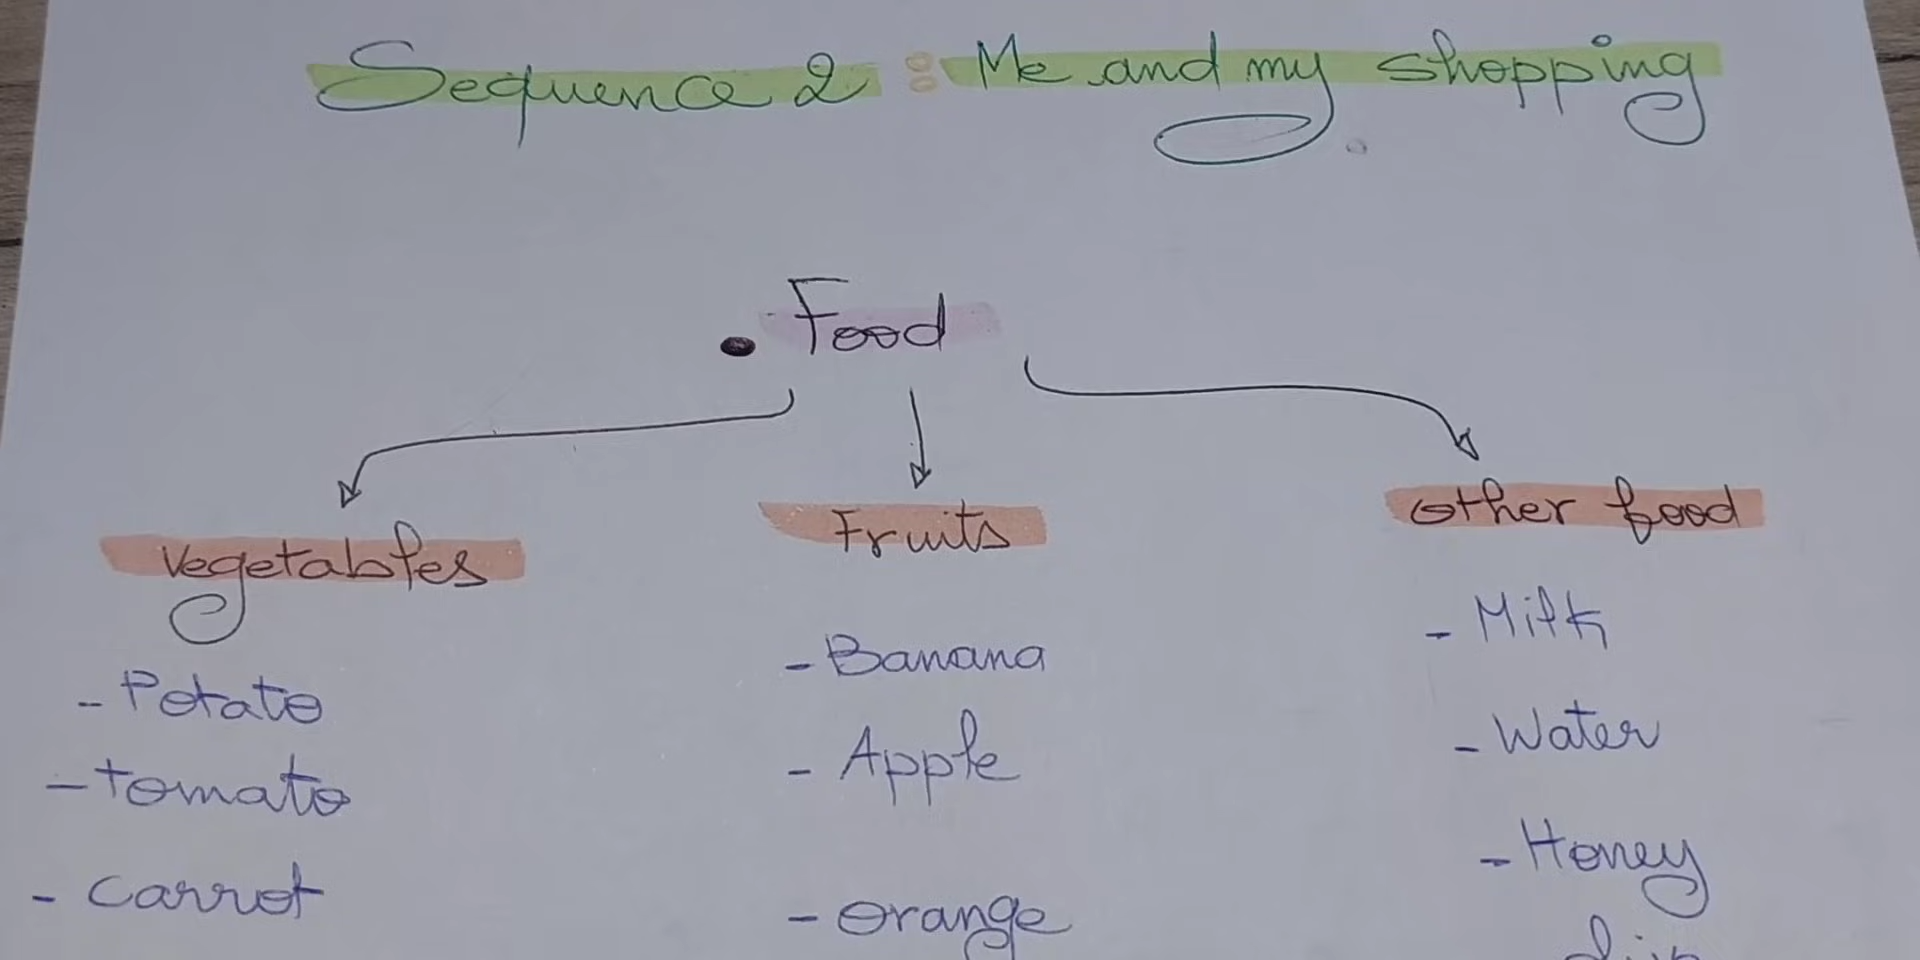 Sequence 2 : Me and my shopping.
• Food
Vegetables
- Potato
- tomato
- carrot
Fruits
- Banana
- Apple
- orange
other food
- Milk
- Water
- Honey